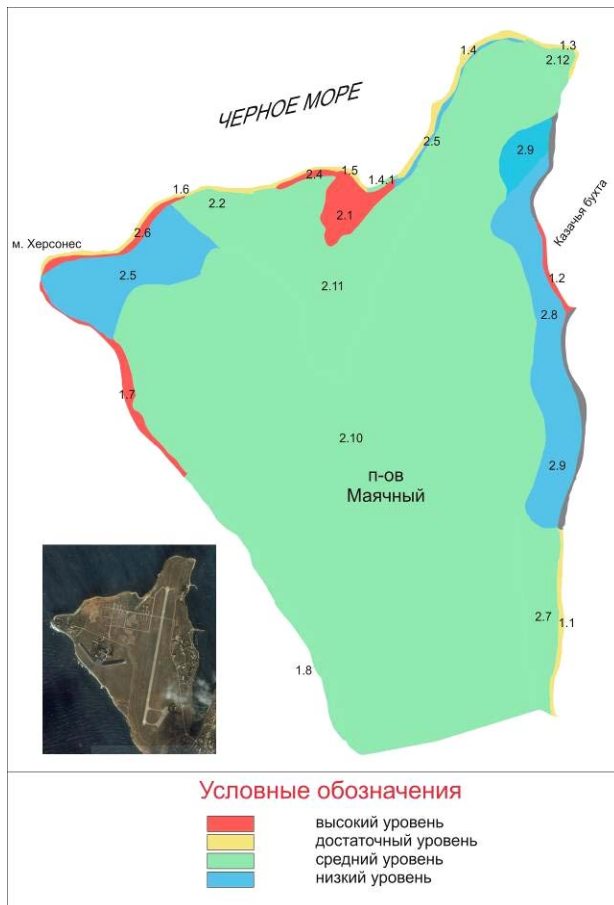 1.3
1.4
2.12
ЧЕРНОЕ МОРЕ
2.5
2.9
1.5
2.4
1.4.1
1.6
2.2
2.1
Казачья бухта
2.6
м. Херсонес
2.5
1.2
2.11
2.8
1.7
2.10
2.9
п-ов
Маячный
2.7
1.1
1.8
Условные обозначения
высокий уровень
достаточный уровень
средний уровень
низкий уровень